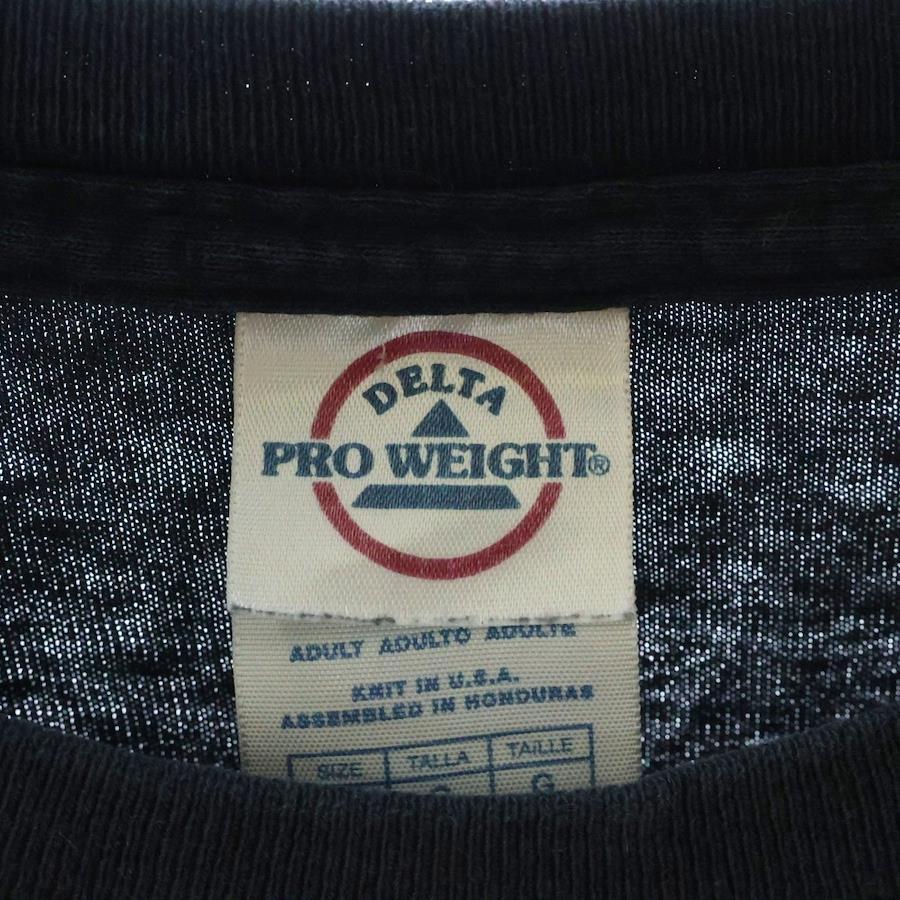 DELTA
PRO WEIGHT®
ADULT ADULTO ADULTE
KNIT IN U.S.A.
ASSEMBLED IN HONDURAS
SIZE TALLA TAILLE
G G